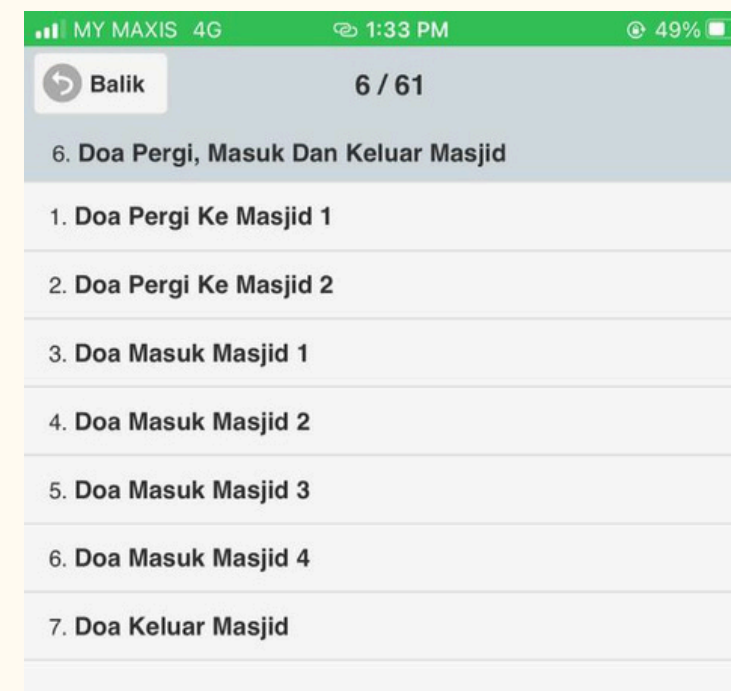 MY MAXIS 4G 1:33 PM 49%
Balik 6 / 61
6. Doa Pergi, Masuk Dan Keluar Masjid
1. Doa Pergi Ke Masjid 1
2. Doa Pergi Ke Masjid 2
3. Doa Masuk Masjid 1
4. Doa Masuk Masjid 2
5. Doa Masuk Masjid 3
6. Doa Masuk Masjid 4
7. Doa Keluar Masjid